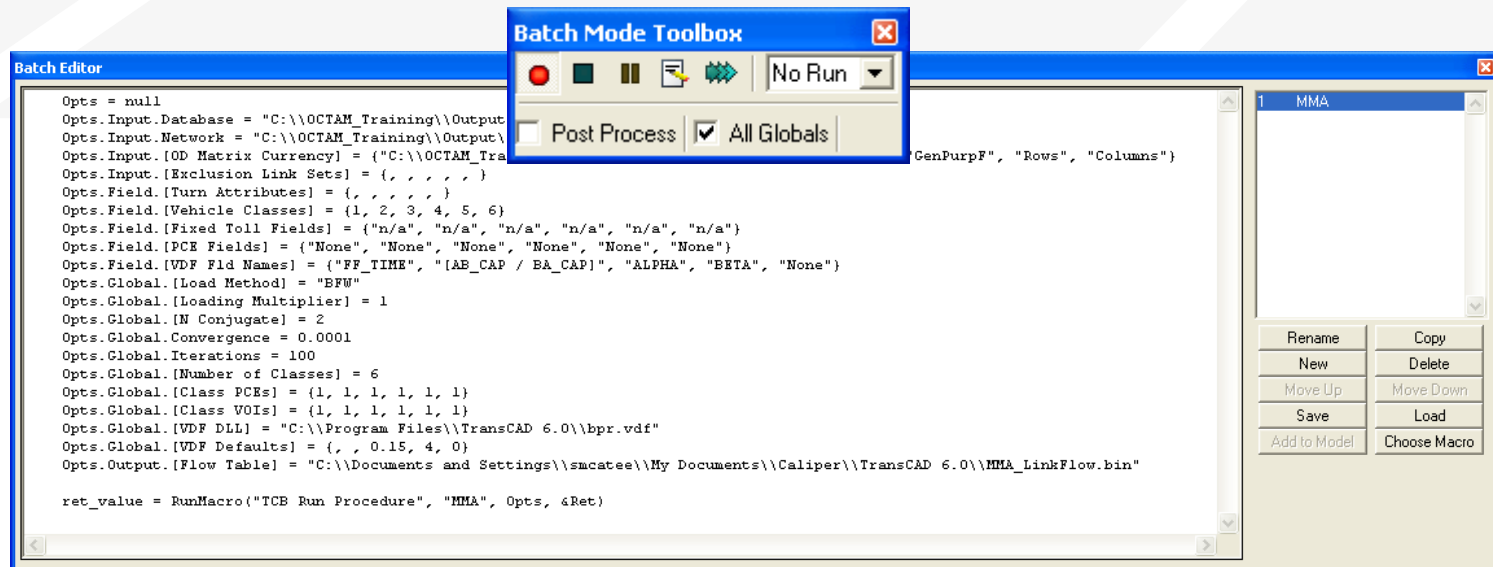 Batch Mode Toolbox
No Run
Post Process
All Globals
Batch Editor
Opts = null
Opts.Input.Database = "C:\\OCTAM_Training\\Output
Opts.Input.Network = "C:\\OCTAM_Training\\Output\
Opts.Input.[OD Matrix Currency] = {"C:\\OCTAM_Tra "GenPurpF", "Rows", "Columns"}
Opts.Input.[Exclusion Link Sets] = {, , , , , }
Opts.Field.[Turn Attributes] = {, , , , , }
Opts.Field.[Vehicle Classes] = {1, 2, 3, 4, 5, 6}
Opts.Field.[Fixed Toll Fields] = {"n/a", "n/a", "n/a", "n/a", "n/a", "n/a"}
Opts.Field.[PCE Fields] = {"None", "None", "None", "None", "None", "None"}
Opts.Field.[VDF Fld Names] = {"FF_TIME", "[AB_CAP / BA_CAP]", "ALPHA", "BETA", "None"}
Opts.Global.[Load Method] = "BFW"
Opts.Global.[Loading Multiplier] = 1
Opts.Global.[N Conjugate] = 2
Opts.Global.Convergence = 0.0001
Opts.Global.Iterations = 100
Opts.Global.[Number of Classes] = 6
Opts.Global.[Class PCEs] = {1, 1, 1, 1, 1, 1}
Opts.Global.[Class VOIs] = {1, 1, 1, 1, 1, 1}
Opts.Global.[VDF DLL] = "C:\\Program Files\\TransCAD 6.0\\bpr.vdf"
Opts.Global.[VDF Defaults] = {, , 0.15, 4, 0}
Opts.Output.[Flow Table] = "C:\\Documents and Settings\\smcatee\\My Documents\\Caliper\\TransCAD 6.0\\MMA_LinkFlow.bin"
ret_value = RunMacro("TCB Run Procedure", "MMA", Opts, &Ret)
1 MMA
Rename Copy
New Delete
Move Up Move Down
Save Load
Add to Model Choose Macro